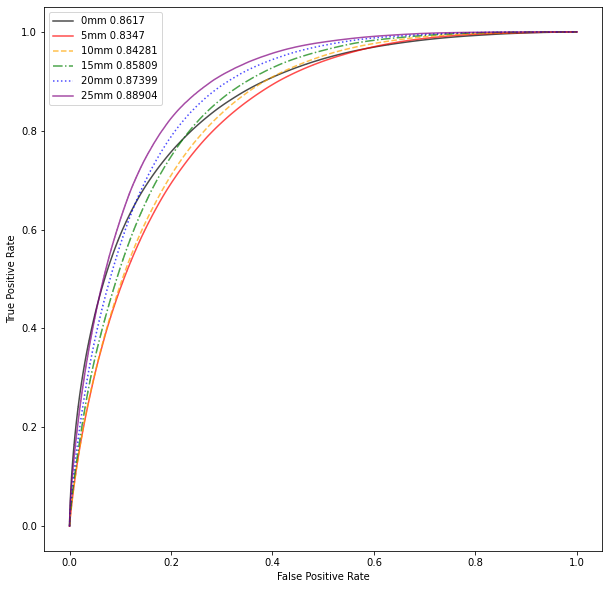 0mm 0.8617
5mm 0.8347
10mm 0.84281
15mm 0.85809
20mm 0.87399
25mm 0.88904
1.0
0.8
0.6
0.4
0.2
0.0
True Positive Rate
0.0 0.2 0.4 0.6 0.8 1.0
False Positive Rate